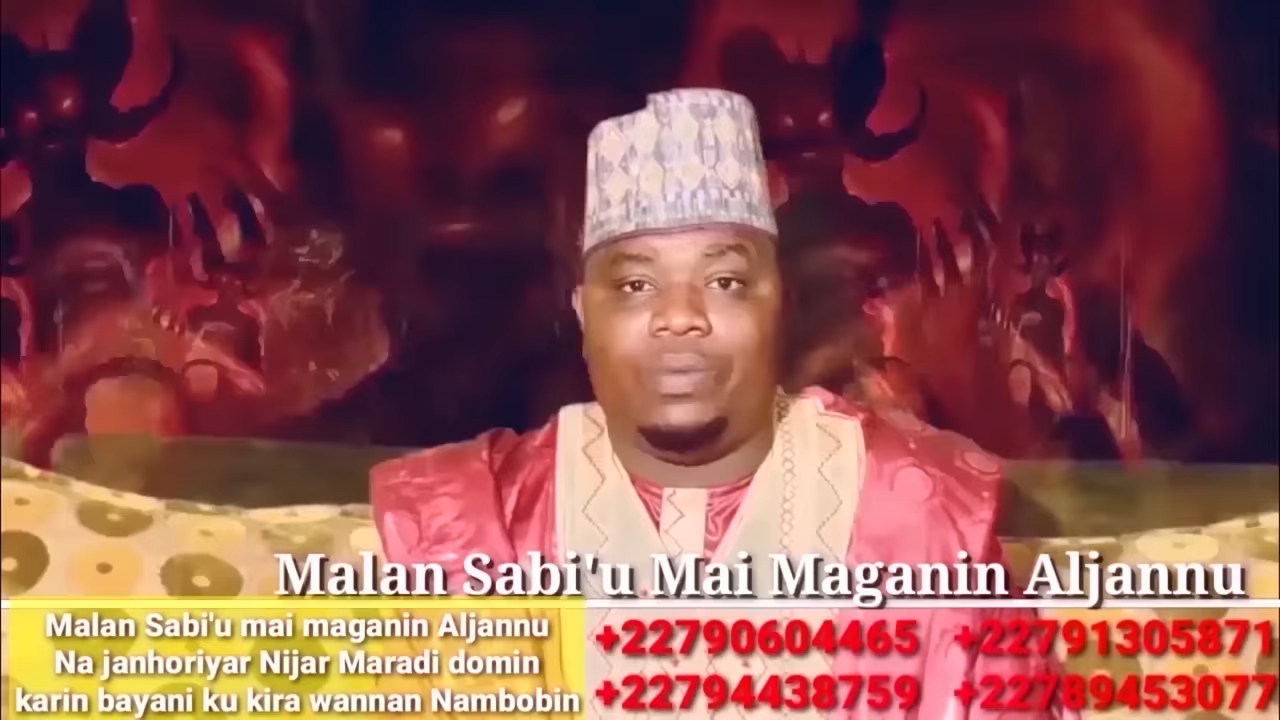 Malan Sabi'u Mai Maganin Aljannu
Malan Sabi'u mai maganin Aljannu
Na janhoriyar Nijar Maradi domin
karin bayani ku kira wannan Nambobin
+22790604465 +22791305871
+22794438759 +22789453077